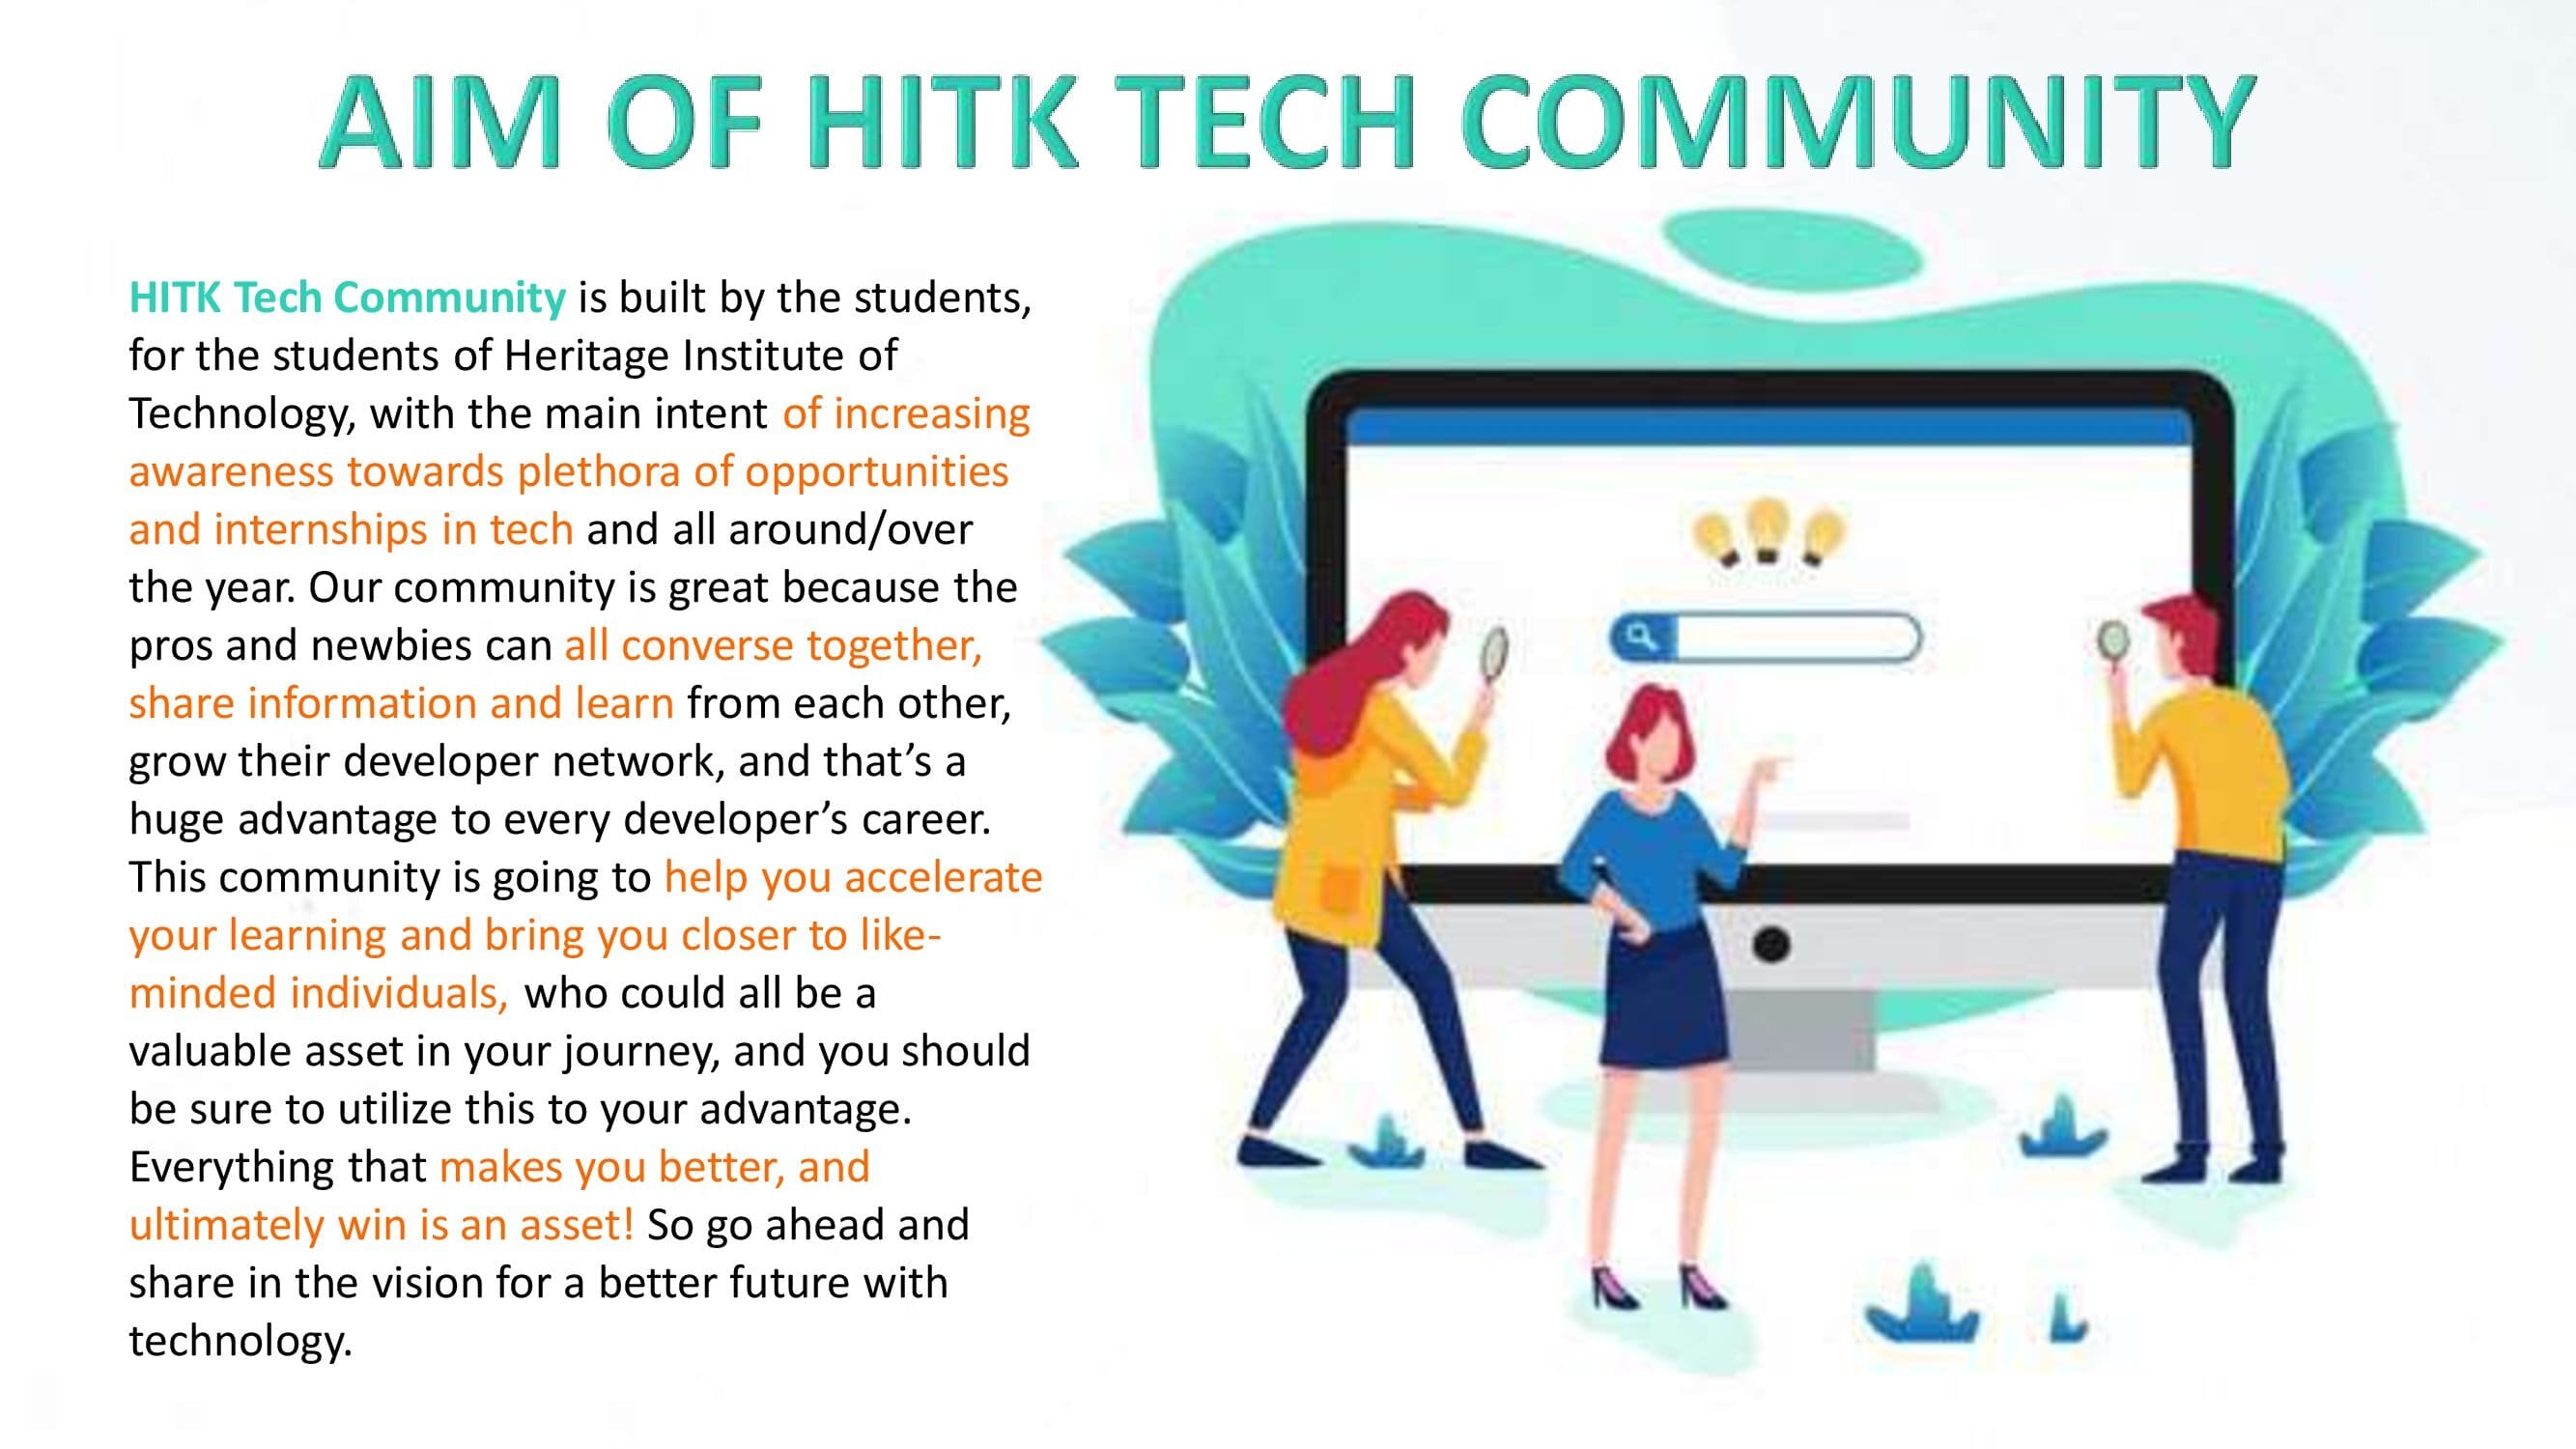 AIM OF HITK TECH COMMUNITY
HITK Tech Community is built by the students,
for the students of Heritage Institute of
Technology, with the main intent of increasing
awareness towards plethora of opportunities
and internships in tech and all around/over
the year. Our community is great because the
pros and newbies can all converse together,
share information and learn from each other,
grow their developer network, and that’s a
huge advantage to every developer’s career.
This community is going to help you accelerate
your learning and bring you closer to like-
minded individuals, who could all be a
valuable asset in your journey, and you should
be sure to utilize this to your advantage.
Everything that makes you better, and
ultimately win is an asset! So go ahead and
share in the vision for a better future with
technology.